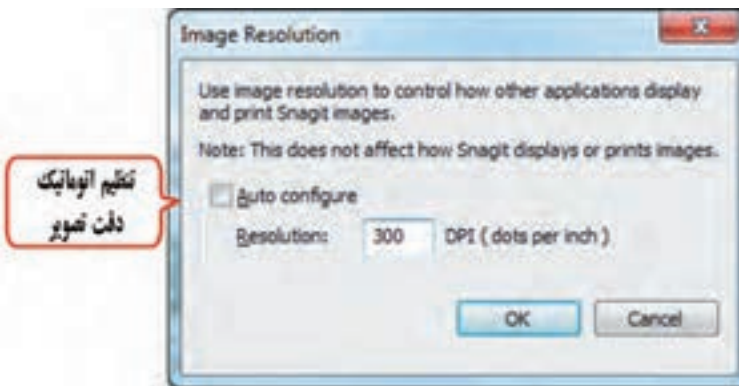 Image Resolution
Use image resolution to control how other applications display
and print Snagit images.
Note: This does not affect how Snagit displays or prints images.
تنظیم اتوماتیک
دقت تصویر
Auto configure
Resolution: 300 DPI ( dots per inch )
OK Cancel